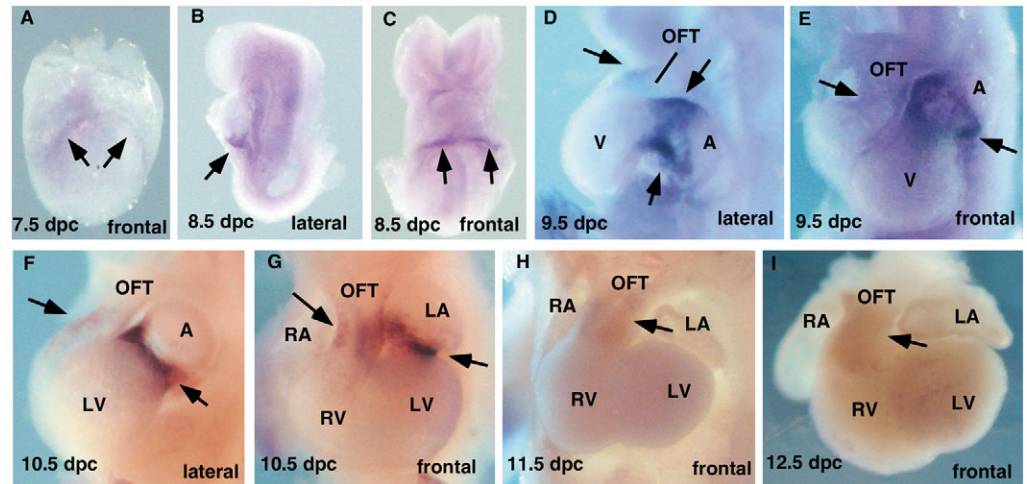 A
7.5 dpc frontal
B
8.5 dpc lateral
C
8.5 dpc frontal
D
OFT
V A
9.5 dpc lateral
E
OFT A
V
9.5 dpc frontal
F
OFT
A
LV
10.5 dpc lateral
G
OFT
RA LA
RV LV
10.5 dpc frontal
H
OFT
RA LA
RV LV
11.5 dpc frontal
I
OFT
RA LA
RV LV
12.5 dpc frontal